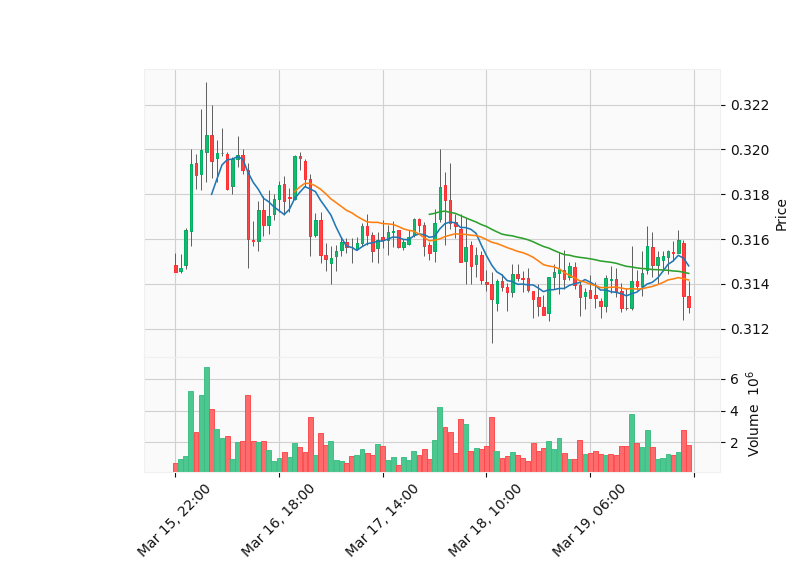 0.322
0.320
0.318
0.316
0.314
0.312
Price
6
4
2
Volume 10^6
Mar 15, 22:00
Mar 16, 18:00
Mar 17, 14:00
Mar 18, 10:00
Mar 19, 06:00